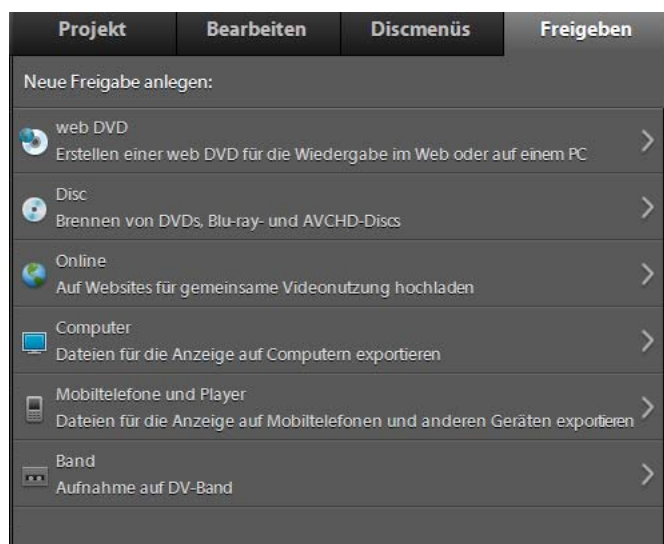 Projekt Bearbeiten Discmenüs Freigeben
Neue Freigabe anlegen:
web DVD
Erstellen einer web DVD für die Wiedergabe im Web oder auf einem PC
Disc
Brennen von DVDs, Blu-ray- und AVCHD-Discs
Online
Auf Websites für gemeinsame Videonutzung hochladen
Computer
Dateien für die Anzeige auf Computern exportieren
Mobiltelefone und Player
Dateien für die Anzeige auf Mobiltelefonen und anderen Geräten exportieren
Band
Aufnahme auf DV-Band